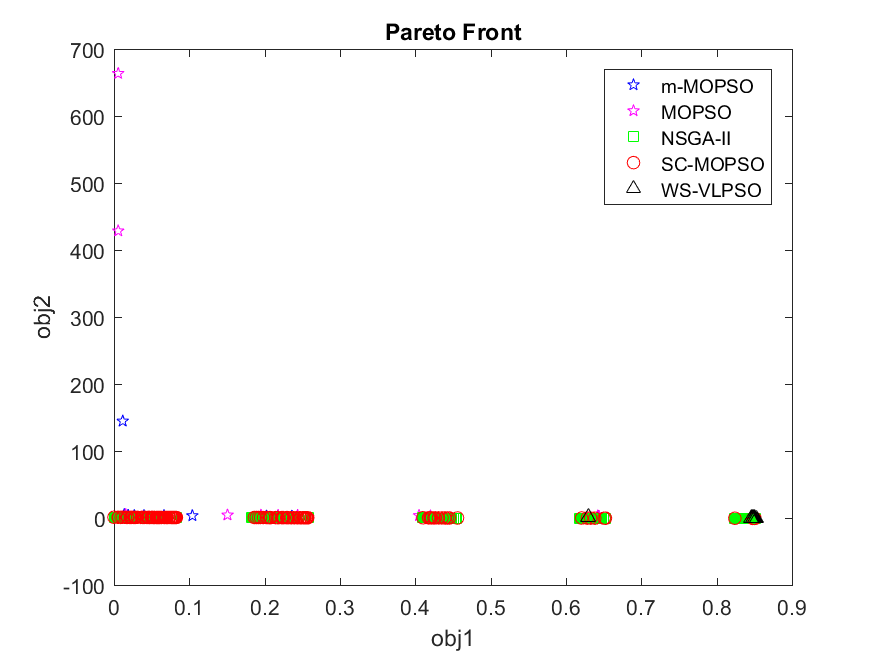 Pareto Front
700
600
500
400
300
200
100
0
-100
obj2
m-MOPSO
MOPSO
NSGA-II
SC-MOPSO
WS-VLPSO
0 0.1 0.2 0.3 0.4 0.5 0.6 0.7 0.8 0.9
obj1